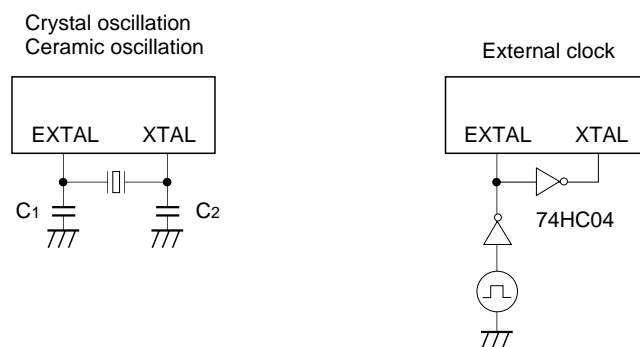 Crystal oscillation
Ceramic oscillation
EXTAL XTAL
C1 C2
External clock
EXTAL XTAL
74HC04